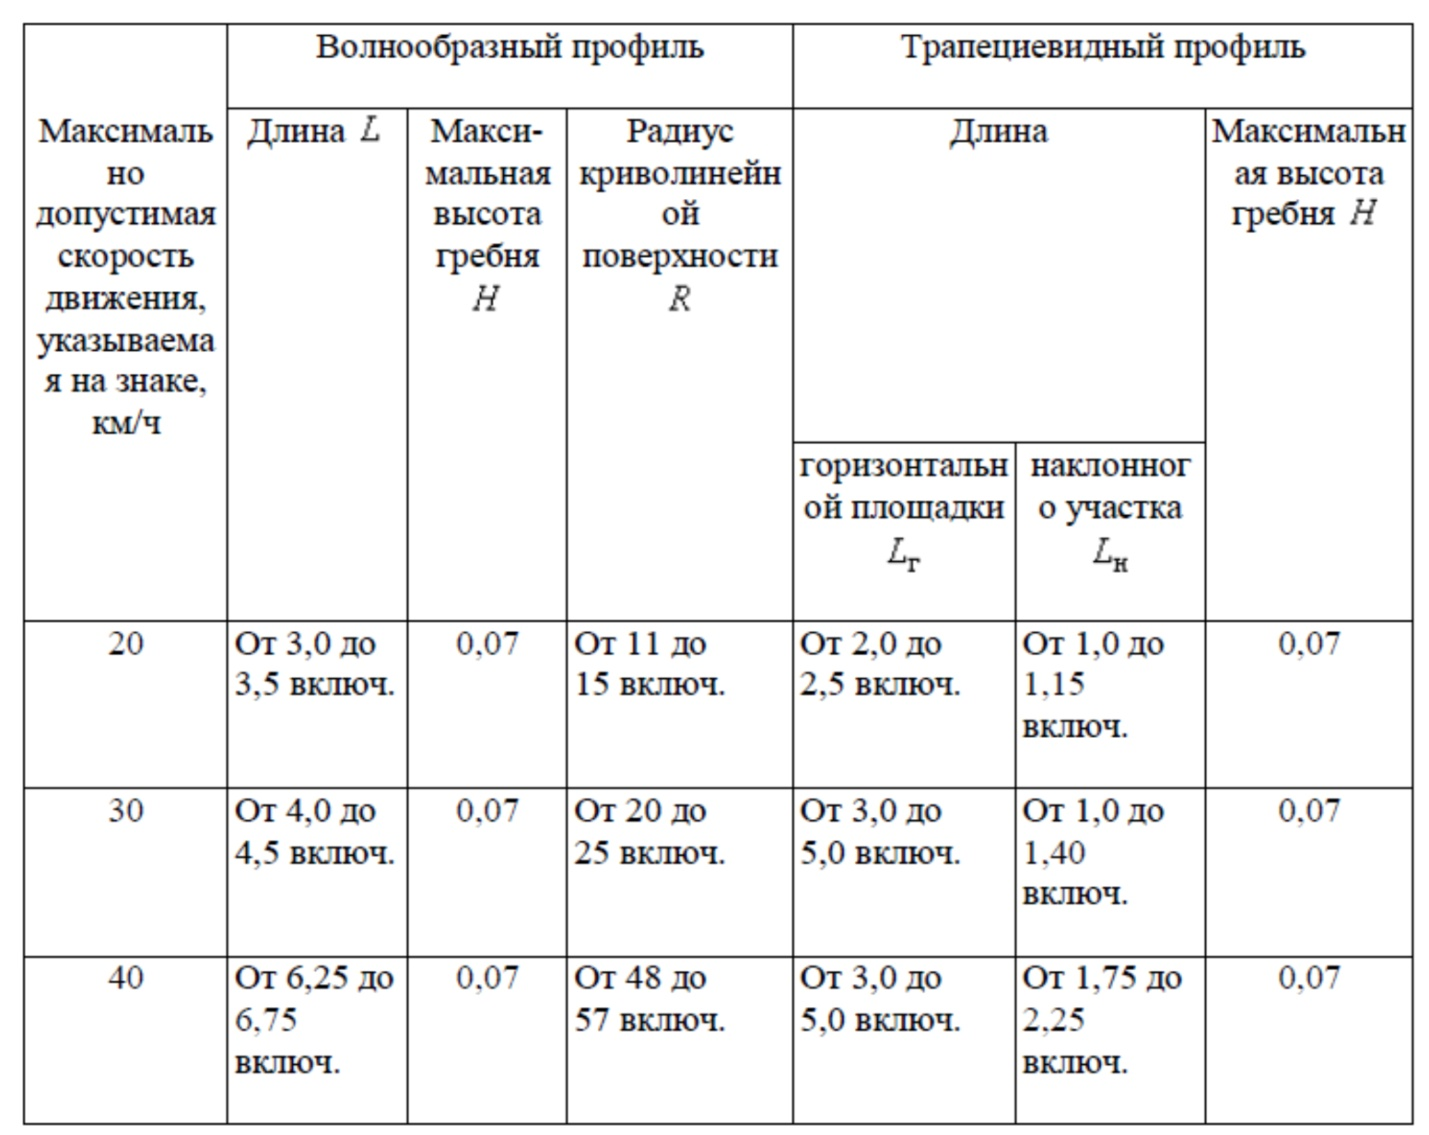 Волнообразный профиль
Трапециевидный профиль
Максималь
но
допустимая
скорость
движения,
указываема
я на знаке,
км/ч
Длина L
Макси-
мальная
высота
гребня
H
Радиус
криволинейн
ой
поверхности
R
Длина
Максимальн
ая высота
гребня H
горизонтальн
ой площадки
Lг
наклонног
о участка
Lн
20
От 3,0 до
3,5 включ.
0,07
От 11 до
15 включ.
От 2,0 до
2,5 включ.
От 1,0 до
1,15
включ.
0,07
30
От 4,0 до
4,5 включ.
0,07
От 20 до
25 включ.
От 3,0 до
5,0 включ.
От 1,0 до
1,40
включ.
0,07
40
От 6,25 до
6,75
включ.
0,07
От 48 до
57 включ.
От 3,0 до
5,0 включ.
От 1,75 до
2,25
включ.
0,07